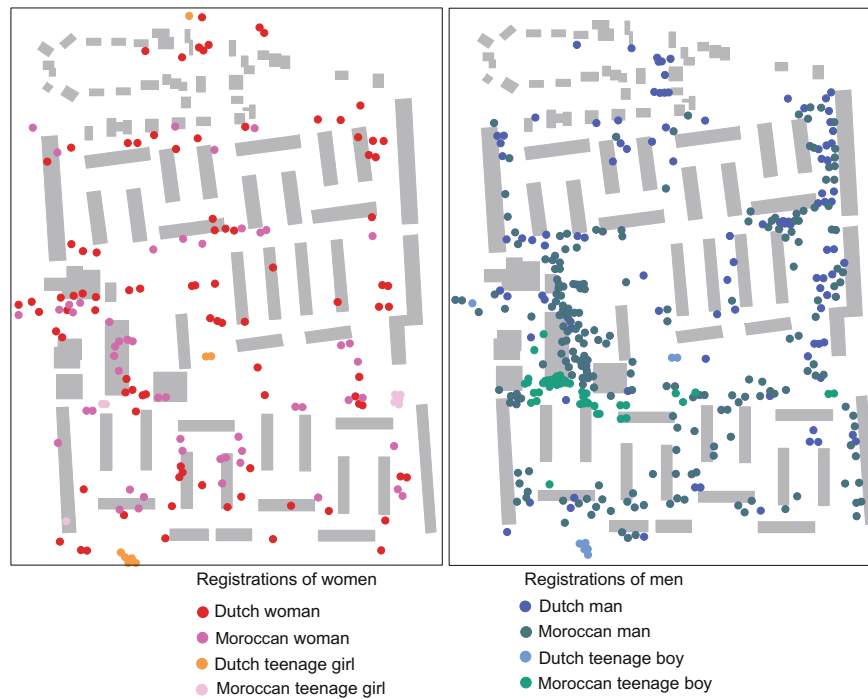 Registrations of women
Dutch woman
Moroccan woman
Dutch teenage girl
Moroccan teenage girl
Registrations of men
Dutch man
Moroccan man
Dutch teenage boy
Moroccan teenage boy